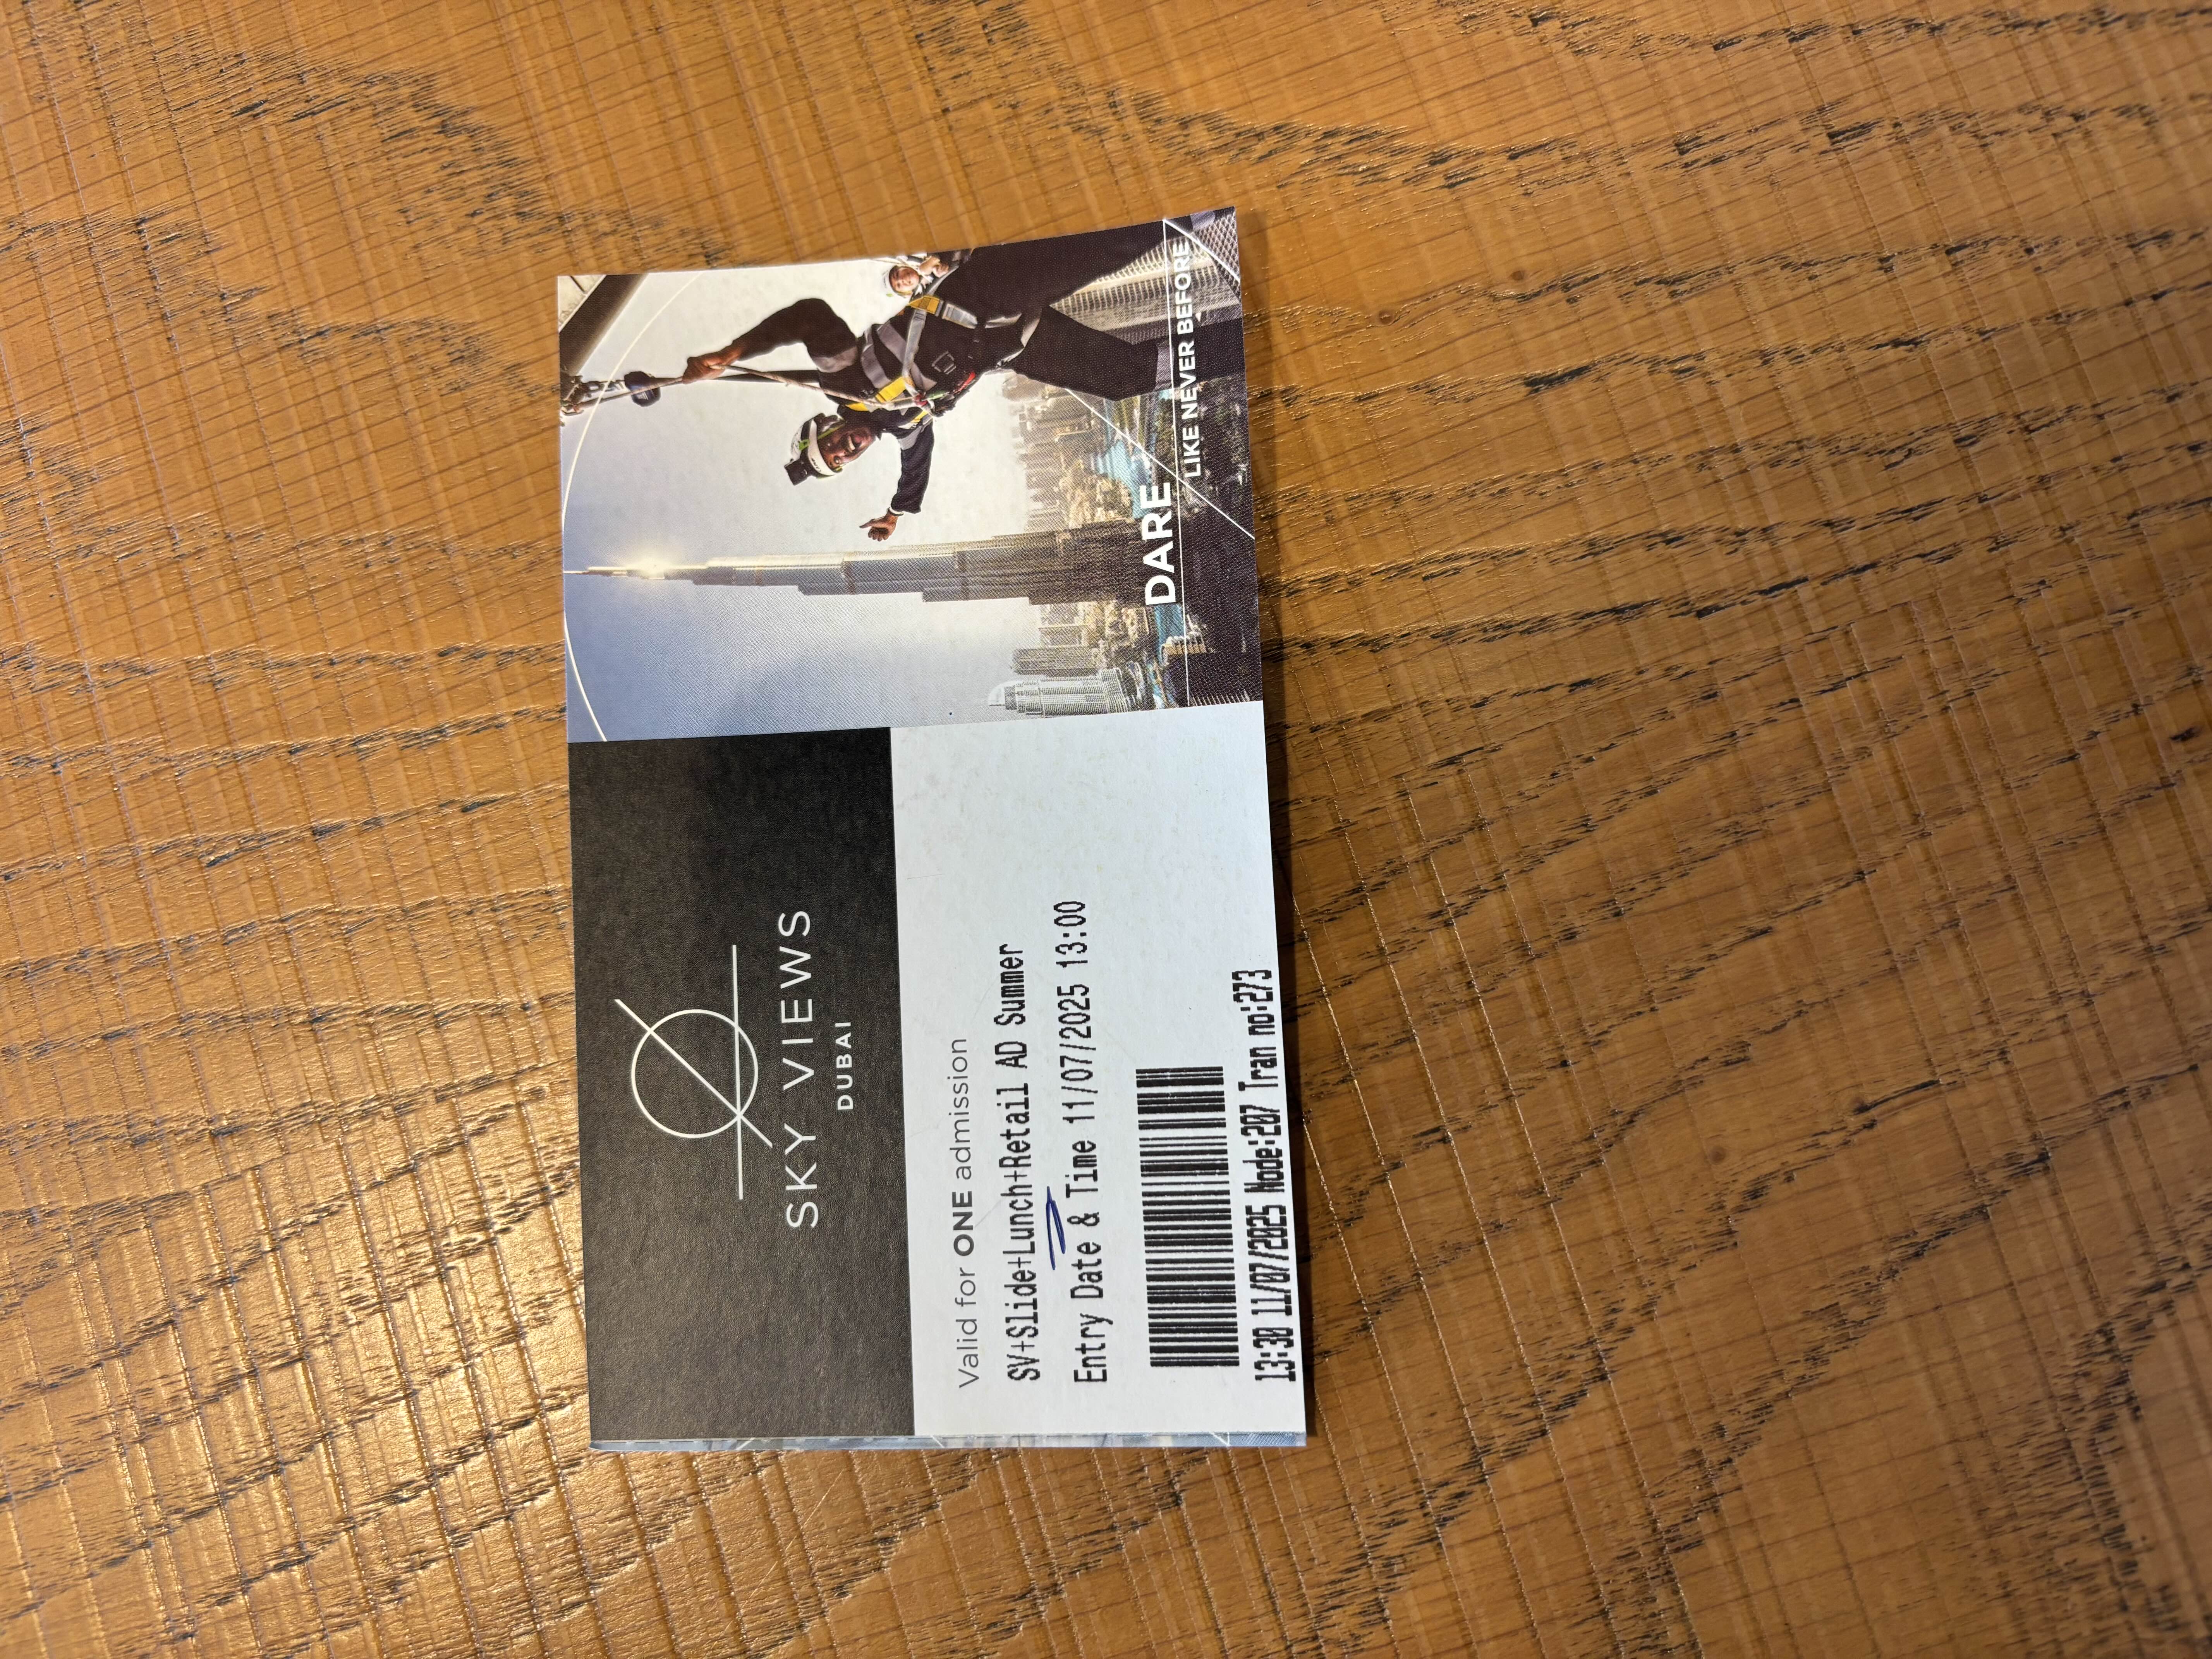 SKY VIEWS
DUBAI
Valid for ONE admission
SV+Slide+Lunch+Retail AD Summer
Entry Date & Time 11/07/2025 13:00
13:30 11/07/2025 Node:207 Tran no:273
DARE
LIKE NEVER BEFORE